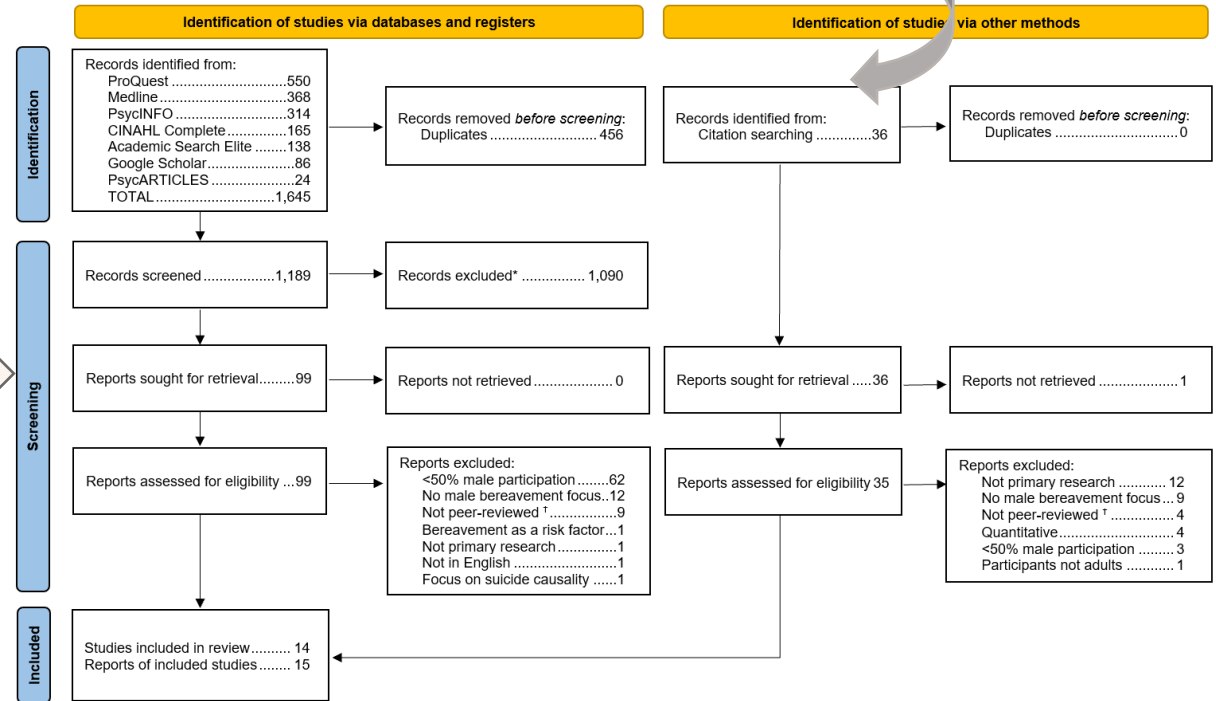 Identification of studies via databases and registers
Identification of studies via other methods
Identification
Records identified from:
ProQuest ............................550
Medline ..............................368
PsycINFO ...........................314
CINAHL Complete ...............165
Academic Search Elite ........138
Google Scholar .....................86
PsycARTICLES ....................24
TOTAL .............................1,645
Records removed before screening:
Duplicates .......................... 456
Records identified from:
Citation searching ..............36
Records removed before screening:
Duplicates ..............................0
Screening
Records screened ..................1,189
Records excluded* ................ 1,090
Reports sought for retrieval.........99
Reports not retrieved .................... 0
Reports sought for retrieval .....36
Reports not retrieved ....................1
Reports assessed for eligibility ...99
Reports excluded:
<50% male participation ........62
No male bereavement focus..12
Not peer-reviewed † .................9
Bereavement as a risk factor...1
Not primary research...............1
Not in English .........................1
Focus on suicide causality ......1
Reports assessed for eligibility 35
Reports excluded:
Not primary research ........... 12
No male bereavement focus ... 9
Not peer-reviewed † ............... 4
Quantitative............................ 4
<50% male participation ........ 3
Participants not adults ............1
Included
Studies included in review.......... 14
Reports of included studies ........ 15